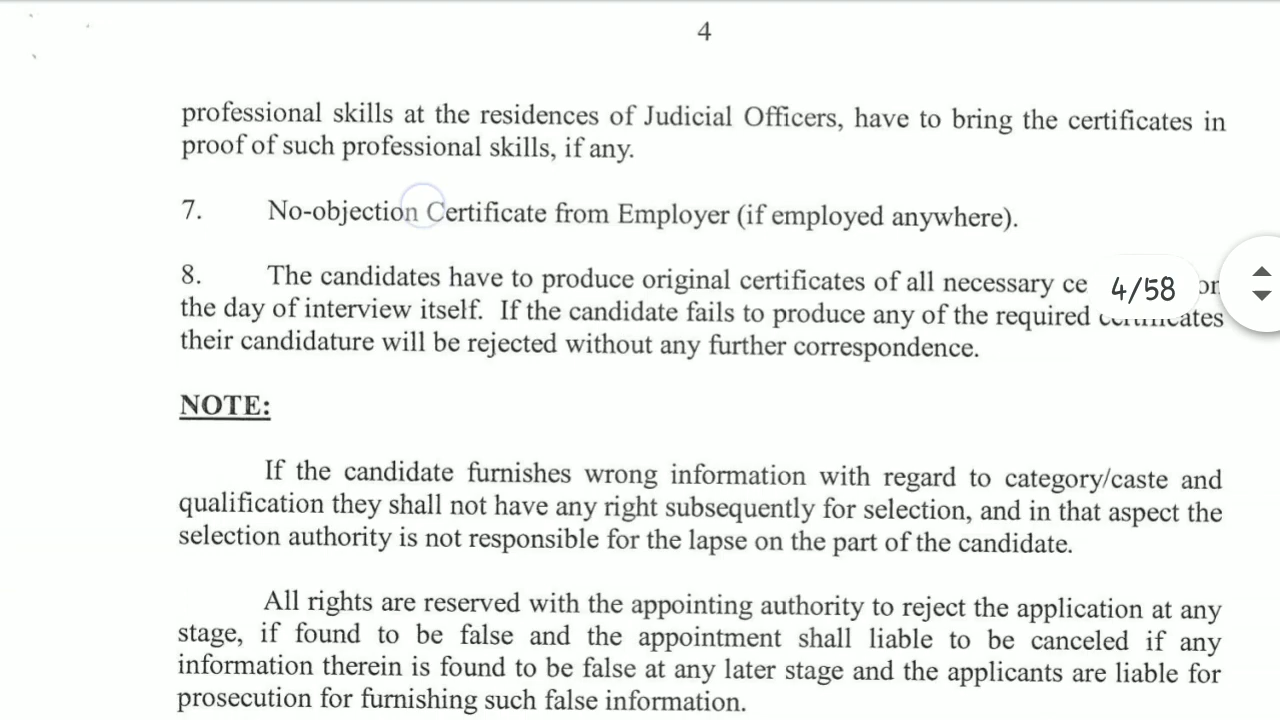 4
professional skills at the residences of Judicial Officers, have to bring the certificates in
proof of such professional skills, if any.
7. No-objection Certificate from Employer (if employed anywhere).
8. The candidates have to produce original certificates of all necessary ce
4/58
the day of interview itself. If the candidate fails to produce any of the required certificates
their candidature will be rejected without any further correspondence.
NOTE:
If the candidate furnishes wrong information with regard to category/caste and
qualification they shall not have any right subsequently for selection, and in that aspect the
selection authority is not responsible for the lapse on the part of the candidate.
All rights are reserved with the appointing authority to reject the application at any
stage, if found to be false and the appointment shall liable to be canceled if any
information therein is found to be false at any later stage and the applicants are liable for
prosecution for furnishing such false information.